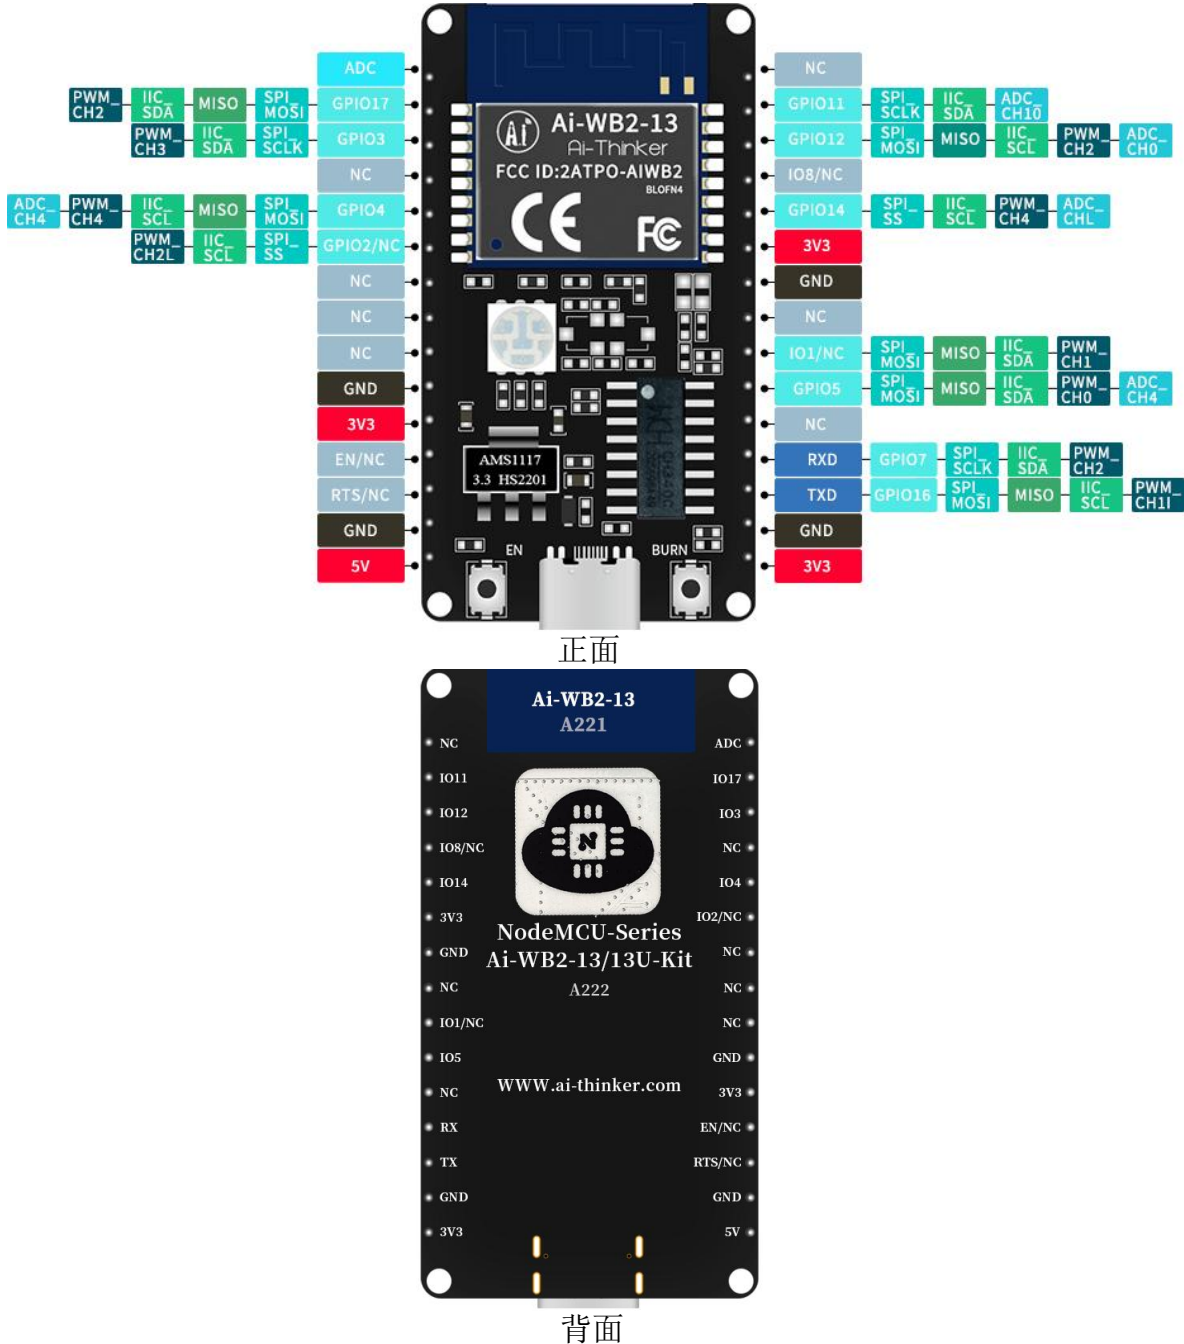 ADC
NC
PWM_CH2 IIC_SDA MISO SPI_MOSI GPIO17
GPIO11 SPI_SCLK IIC_SDA ADC_CH10
PWM_CH3 IIC_SDA SPI_SCLK GPIO3
GPIO12 SPI_MOSI MISO IIC_SCL PWM_CH2 ADC_CH0
NC
IO8/NC
ADC_CH4 PWM_CH4 IIC_SCL MISO SPI_MOSI GPIO4
GPIO14 SPI_SS IIC_SCL PWM_CH4 ADC_CHL
PWM_CH2L IIC_SCL SPI_SS GPIO2/NC
3V3
NC
GND
NC
NC
NC
IO1/NC SPI_MOSI MISO IIC_SDA PWM_CH1
GND
GPIO5 SPI_MOSI MISO IIC_SDA PWM_CH0 ADC_CH4
3V3
NC
EN/NC
RXD GPIO7 SPI_SCLK IIC_SDA PWM_CH2
RTS/NC
TXD GPIO16 SPI_MOSI MISO IIC_SCL PWM_CH1I
GND
GND
5V
3V3
Ai
Ai-WB2-13
Ai-Thinker
FCC ID:2ATPO-AIWB2
BLOFN4
CE
FC
AMS1117
3.3 HS2201
EN
BURN
正面
Ai-WB2-13
A221
NC
ADC
IO11
IO17
IO12
IO3
IO8/NC
NC
IO14
IO4
3V3
IO2/NC
GND
NC
NC
NC
IO1/NC
NC
IO5
GND
NC
3V3
RX
EN/NC
TX
RTS/NC
GND
GND
3V3
5V
NodeMCU-Series
Ai-WB2-13/13U-Kit
A222
WWW.ai-thinker.com
背面